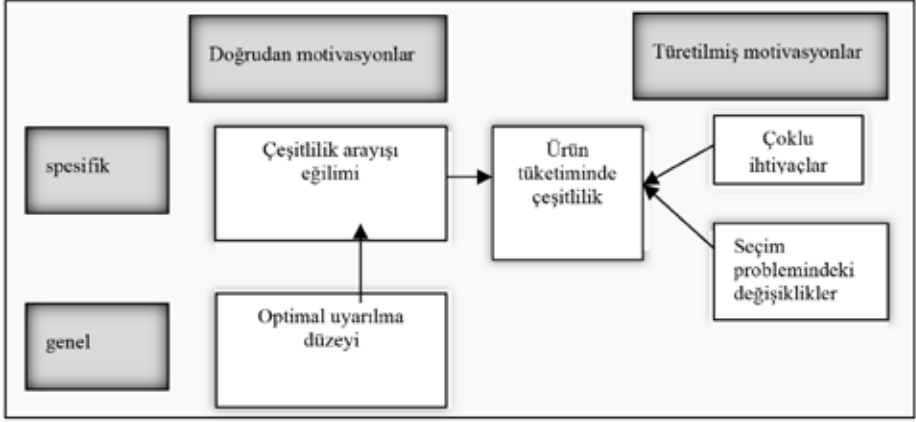 Doğrudan motivasyonlar
Türetilmiş motivasyonlar
spesifik
Çeşitlilik arayışı
eğilimi
Ürün
tüketiminde
çeşitlilik
Çoklu
ihtiyaçlar
Seçim
problemindeki
değişiklikler
genel
Optimal uyarılma
düzeyi